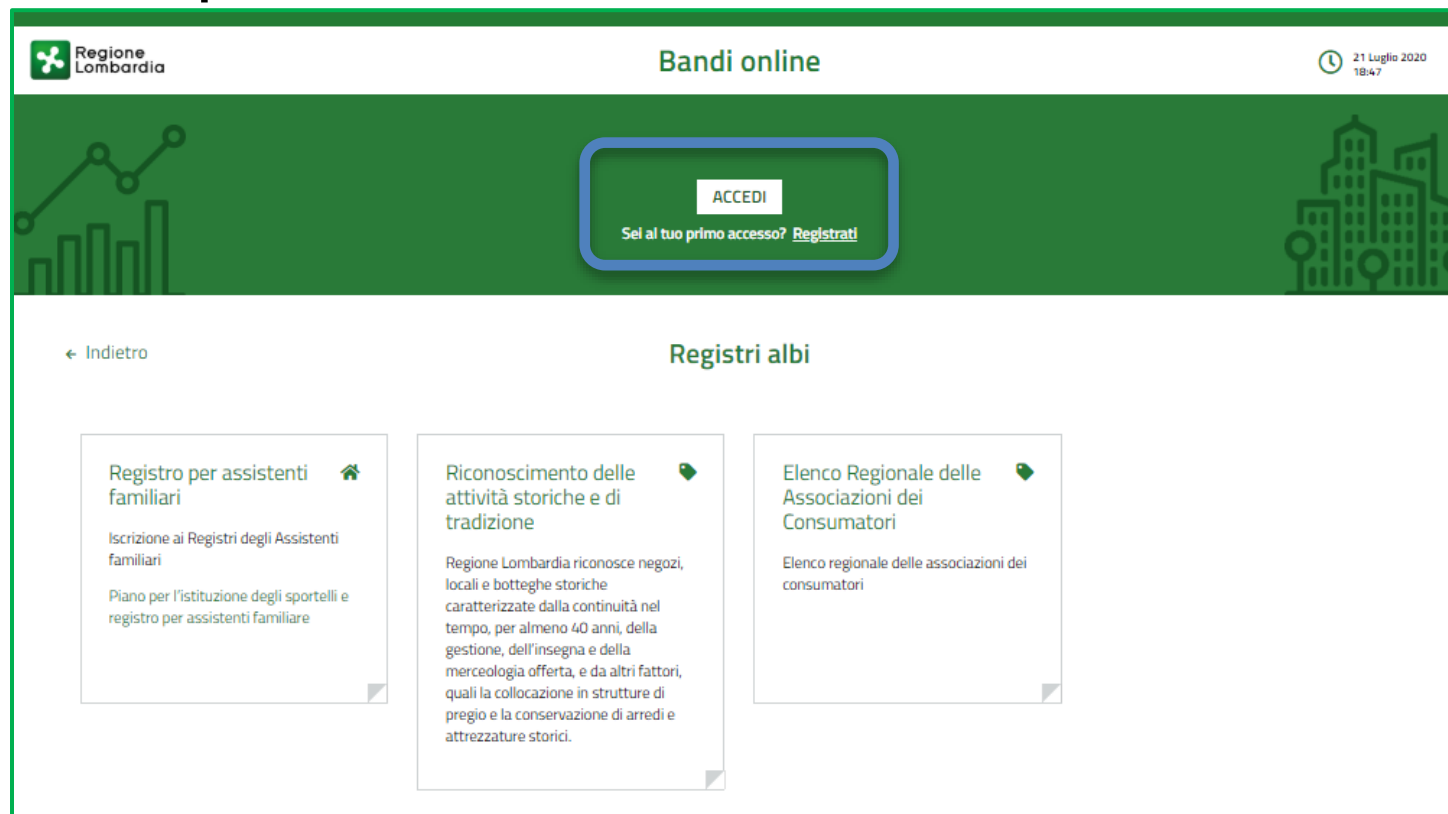 Regione
Lombardia
Bandi online
21 Luglio 2020
18:47
ACCEDI
Sei al tuo primo accesso? Registrati
← Indietro
Registri albi
Registro per assistenti
familiari
Iscrizione ai Registri degli Assistenti
familiari
Piano per l'istituzione degli sportelli e
registro per assistenti familiare
Riconoscimento delle
attività storiche e di
tradizione
Regione Lombardia riconosce negozi,
locali e botteghe storiche
caratterizzate dalla continuità nel
tempo, per almeno 40 anni, della
gestione, dell'insegna e della
merceologia offerta, e da altri fattori,
quali la collocazione in strutture di
pregio e la conservazione di arredi e
attrezzature storici.
Elenco Regionale delle
Associazioni dei
Consumatori
Elenco regionale delle associazioni dei
consumatori